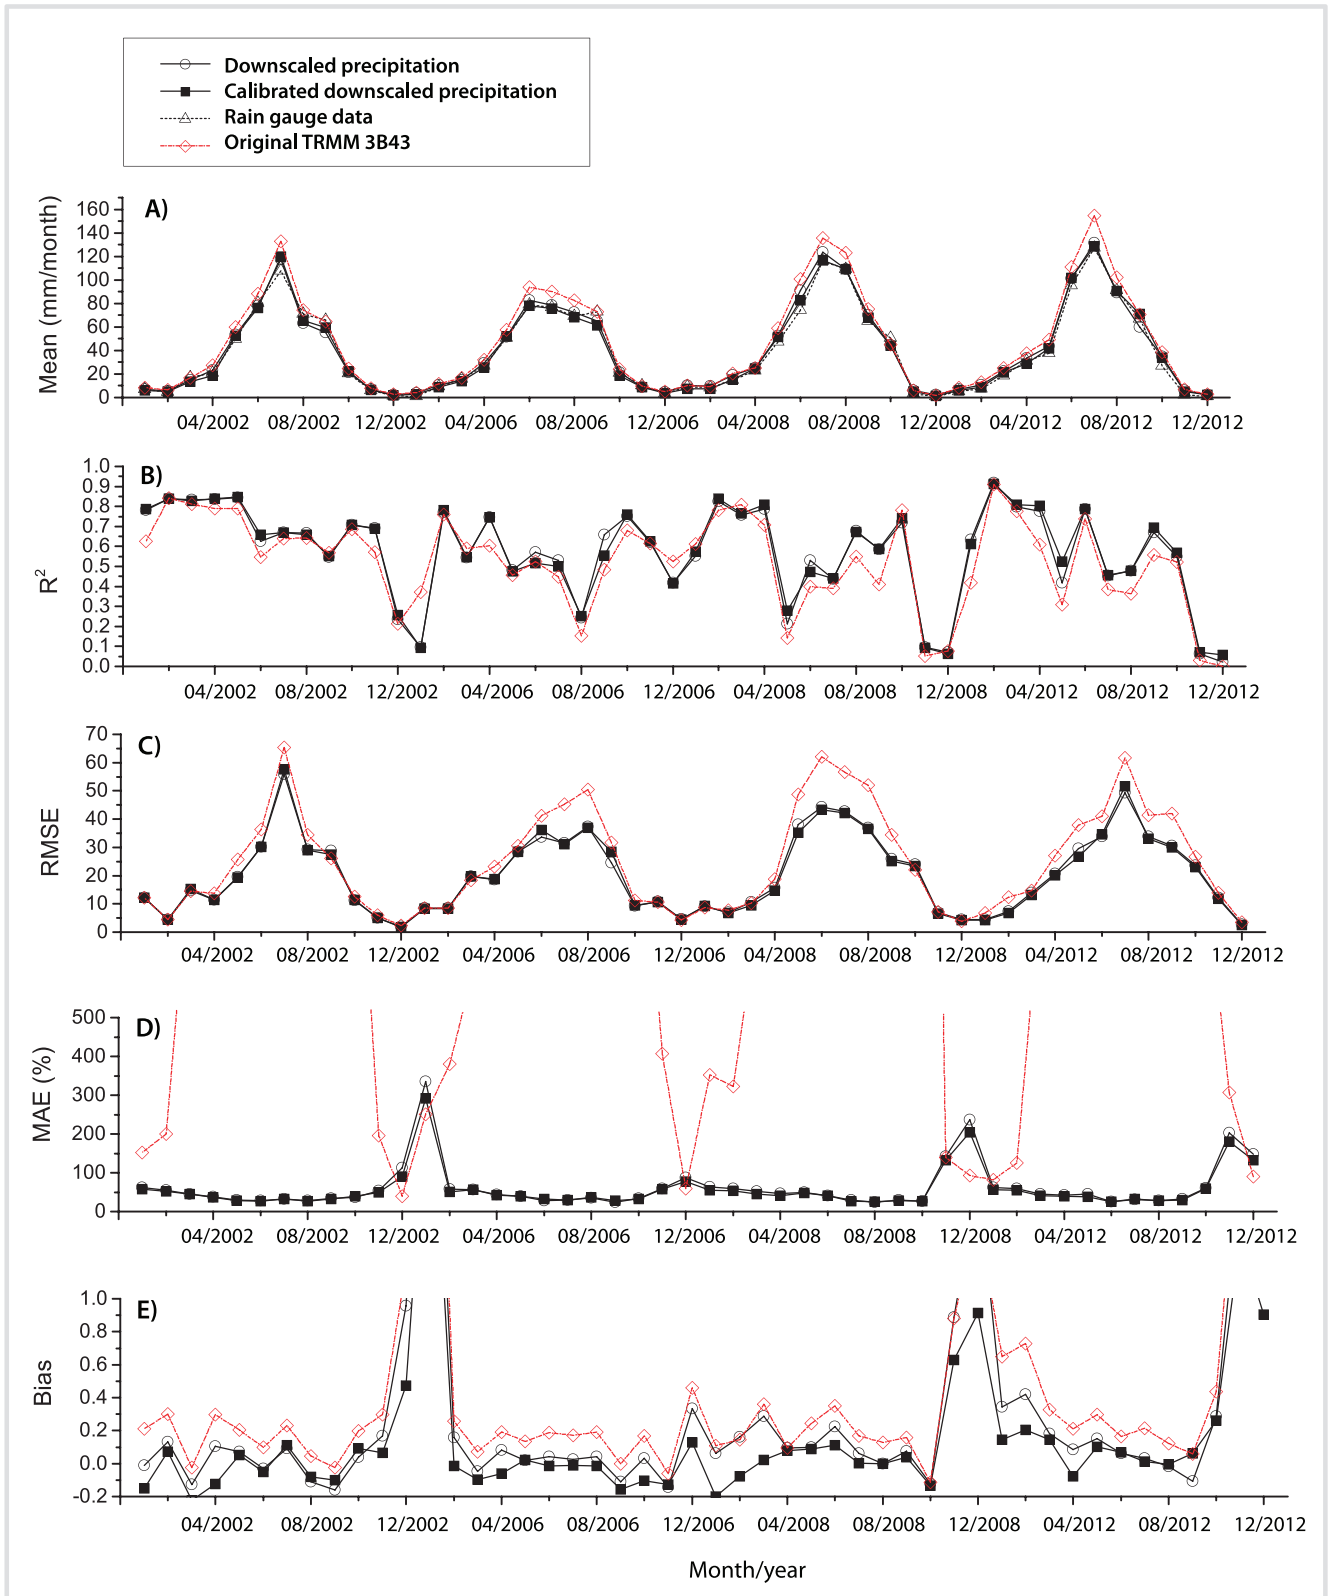 Downscaled precipitation
Calibrated downscaled precipitation
Rain gauge data
Original TRMM 3B43
A)
Mean (mm/month)
160
140
120
100
80
60
40
20
0
04/2002 08/2002 12/2002 04/2006 08/2006 12/2006 04/2008 08/2008 12/2008 04/2012 08/2012 12/2012
B)
R²
1.0
0.9
0.8
0.7
0.6
0.5
0.4
0.3
0.2
0.1
0.0
04/2002 08/2002 12/2002 04/2006 08/2006 12/2006 04/2008 08/2008 12/2008 04/2012 08/2012 12/2012
C)
RMSE
70
60
50
40
30
20
10
0
04/2002 08/2002 12/2002 04/2006 08/2006 12/2006 04/2008 08/2008 12/2008 04/2012 08/2012 12/2012
D)
MAE (%)
500
400
300
200
100
0
04/2002 08/2002 12/2002 04/2006 08/2006 12/2006 04/2008 08/2008 12/2008 04/2012 08/2012 12/2012
E)
Bias
1.0
0.8
0.6
0.4
0.2
0.0
-0.2
04/2002 08/2002 12/2002 04/2006 08/2006 12/2006 04/2008 08/2008 12/2008 04/2012 08/2012 12/2012
Month/year